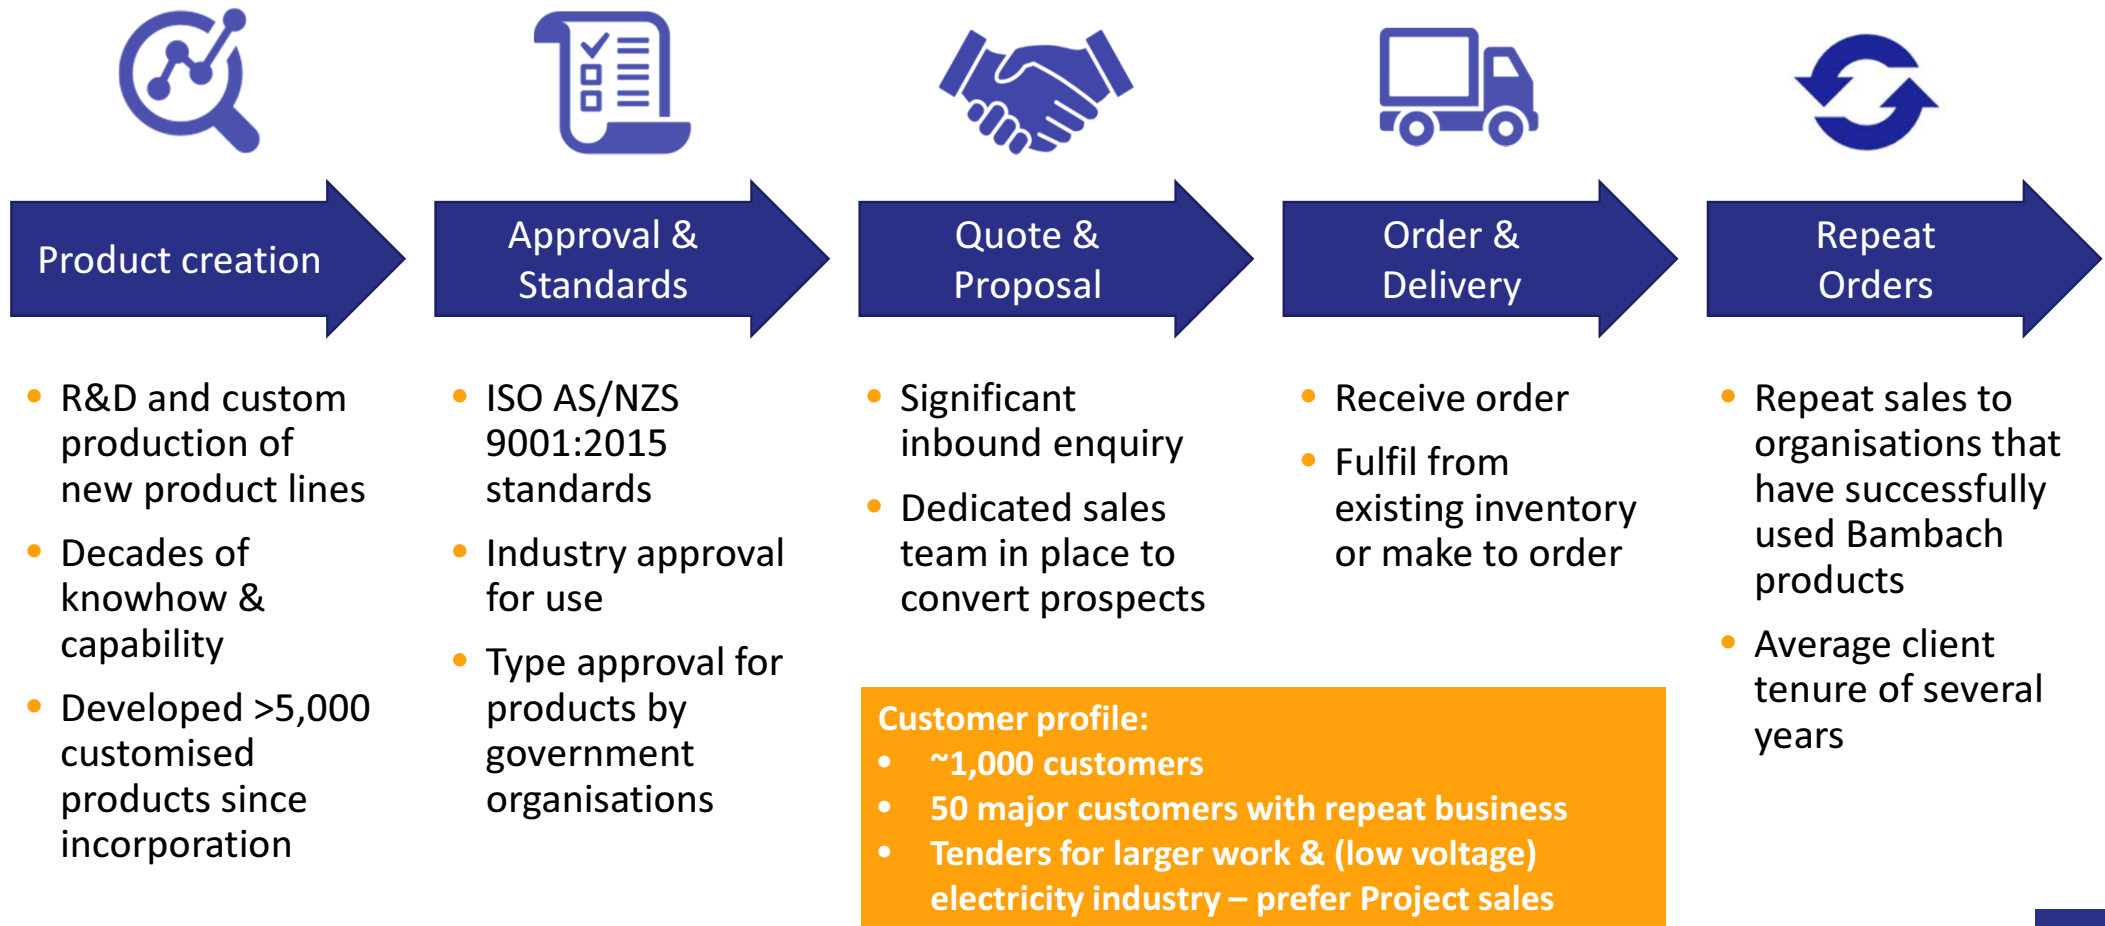 Product creation
Approval &
Standards
Quote &
Proposal
Order &
Delivery
Repeat
Orders
• R&D and custom
production of
new product lines
• Decades of
knowhow &
capability
• Developed >5,000
customised
products since
incorporation
• ISO AS/NZS
9001:2015
standards
• Industry approval
for use
• Type approval for
products by
government
organisations
• Significant
inbound enquiry
• Dedicated sales
team in place to
convert prospects
• Receive order
• Fulfil from
existing inventory
or make to order
• Repeat sales to
organisations that
have successfully
used Bambach
products
• Average client
tenure of several
years
Customer profile:
• ~1,000 customers
• 50 major customers with repeat business
• Tenders for larger work & (low voltage)
electricity industry – prefer Project sales